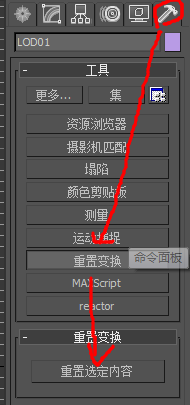 LOD01
工具
更多...
集
资源浏览器
摄影机匹配
塌陷
颜色剪贴板
测量
运动捕捉
重置变换
命令面板
MAXScript
reactor
重置变换
重置选定内容